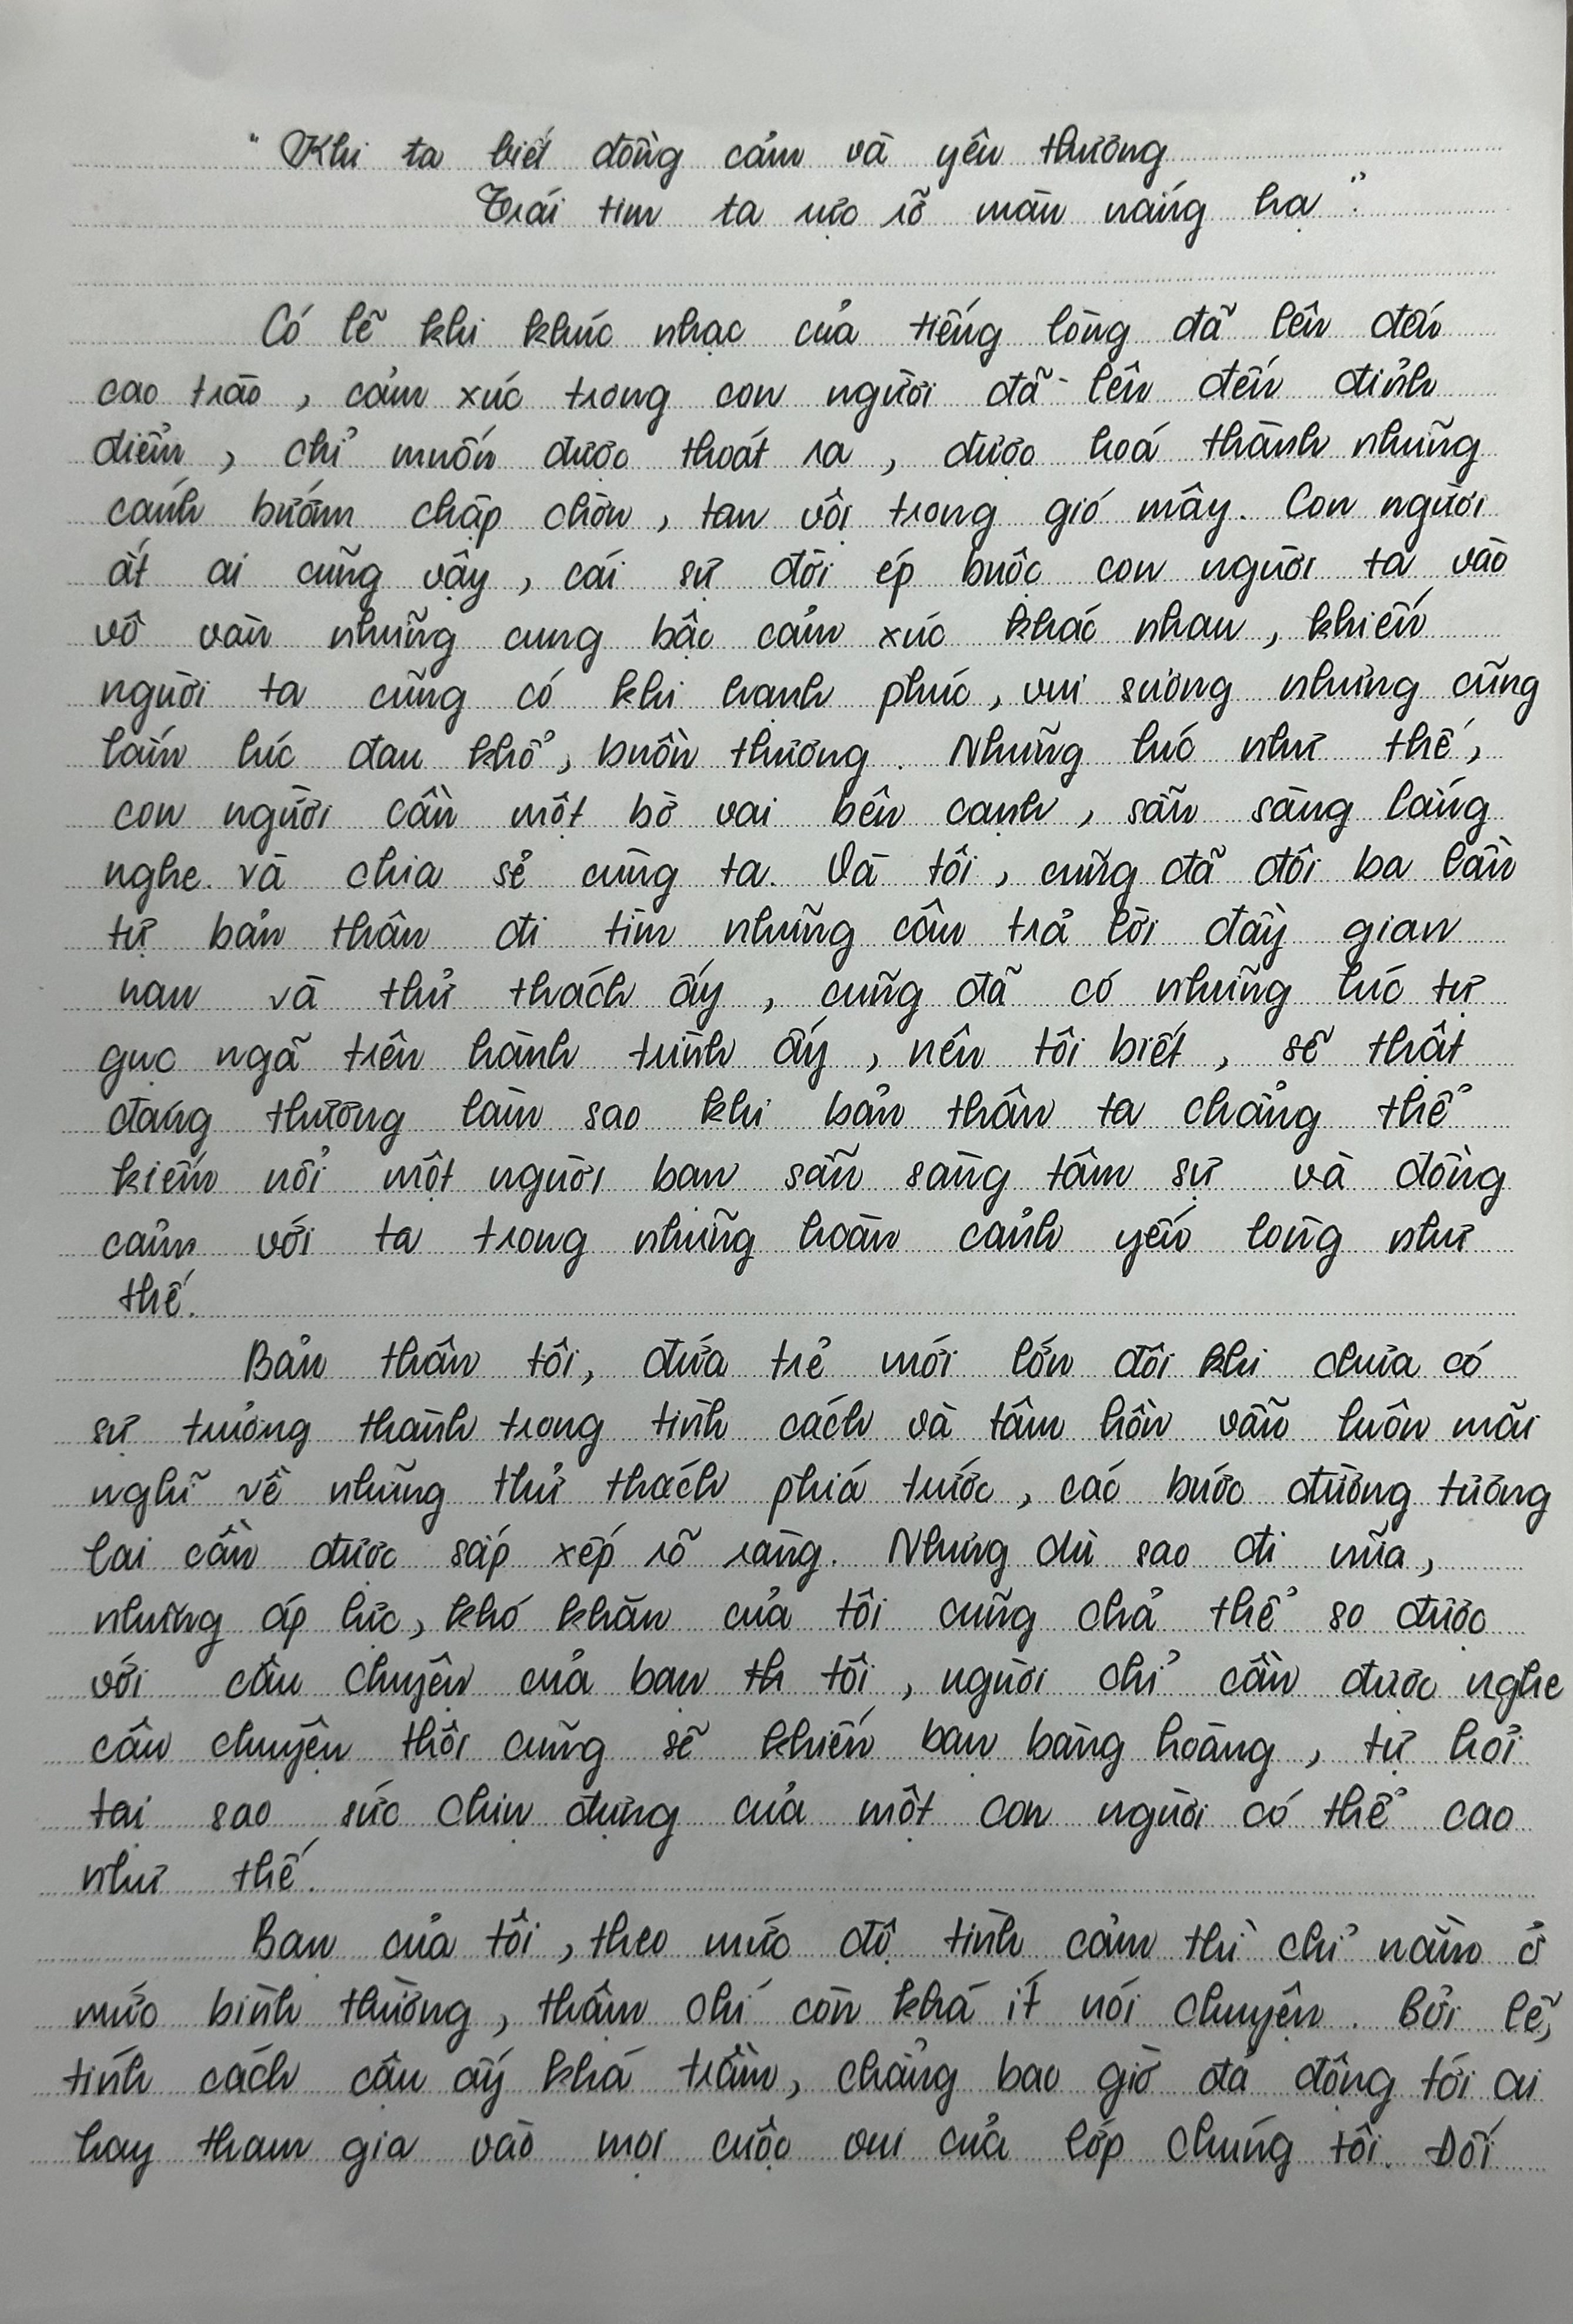 " Khi ta biết đồng cảm và yêu thương
Trái tim ta rực rỡ màu nắng hạ ".
Có lẽ khi khúc nhạc của tiếng lòng đã lên đến
cao trào , cảm xúc trong con người đã lên đến đỉnh
điểm , chỉ muốn được thoát ra , được hoá thành những
cánh bướm chập chờn , tan vội trong gió mây. Con người
ắt ai cũng vậy , cái sự đời ép buộc con người ta vào
vô vàn những cung bậc cảm xúc khác nhau , khiến
người ta cũng có khi hạnh phúc , vui sướng nhưng cũng
lắm lúc đau khổ , buồn thương . Những lúc như thế ,
con người cần một bờ vai bên cạnh , sẵn sàng lắng
nghe và chia sẻ cùng ta. Và tôi , cũng đã đôi ba lần
tự bản thân đi tìm những câu trả lời đầy gian
nan và thử thách ấy , cũng đã có những lúc tự
gục ngã trên hành trình ấy , nên tôi biết , sẽ thật
đáng thương làm sao khi bản thân ta chẳng thể
kiếm nổi một người bạn sẵn sàng tâm sự và đồng
cảm với ta trong những hoàn cảnh yếu lòng như
thế.
Bản thân tôi, đứa trẻ mới lớn đôi khi chưa có
sự trưởng thành trong tính cách và tâm hồn vẫn luôn mãi
nghĩ về những thử thách phiá trước , các bước đường tương
lai cần được sắp xếp rõ ràng. Nhưng dù sao đi nữa ,
những áp lực , khó khăn của tôi cũng chả thể so được
với câu chuyện của bạn th tôi , người chỉ cần được nghe
câu chuyện thôi cũng sẽ khiến bạn bàng hoàng , tự hỏi
tại sao sức chịu đựng của một con người có thể cao
như thế.
Bạn của tôi , theo mức độ tình cảm thì chỉ nằm ở
mức bình thường , thậm chí còn khá ít nói chuyện . Bởi lẽ,
tính cách cậu ấy khá trầm , chẳng bao giờ đả động tới ai
hay tham gia vào mọi cuộc vui của lớp chúng tôi. Đối